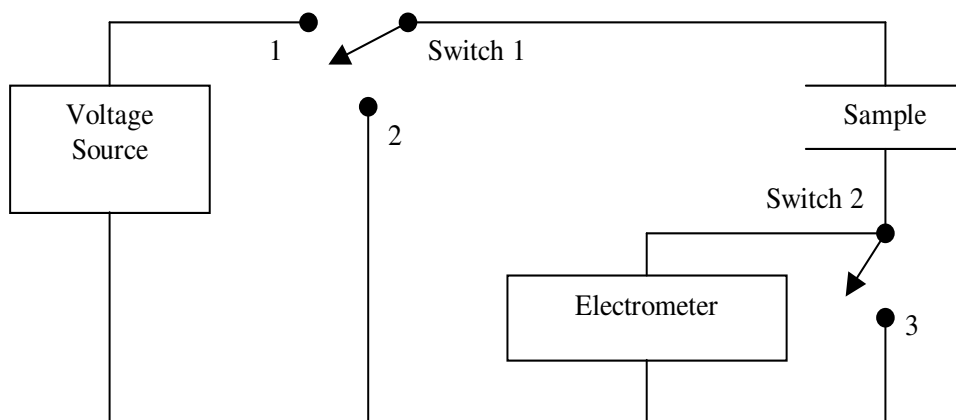 1
Switch 1
Voltage
Source
2
Sample
Switch 2
Electrometer
3